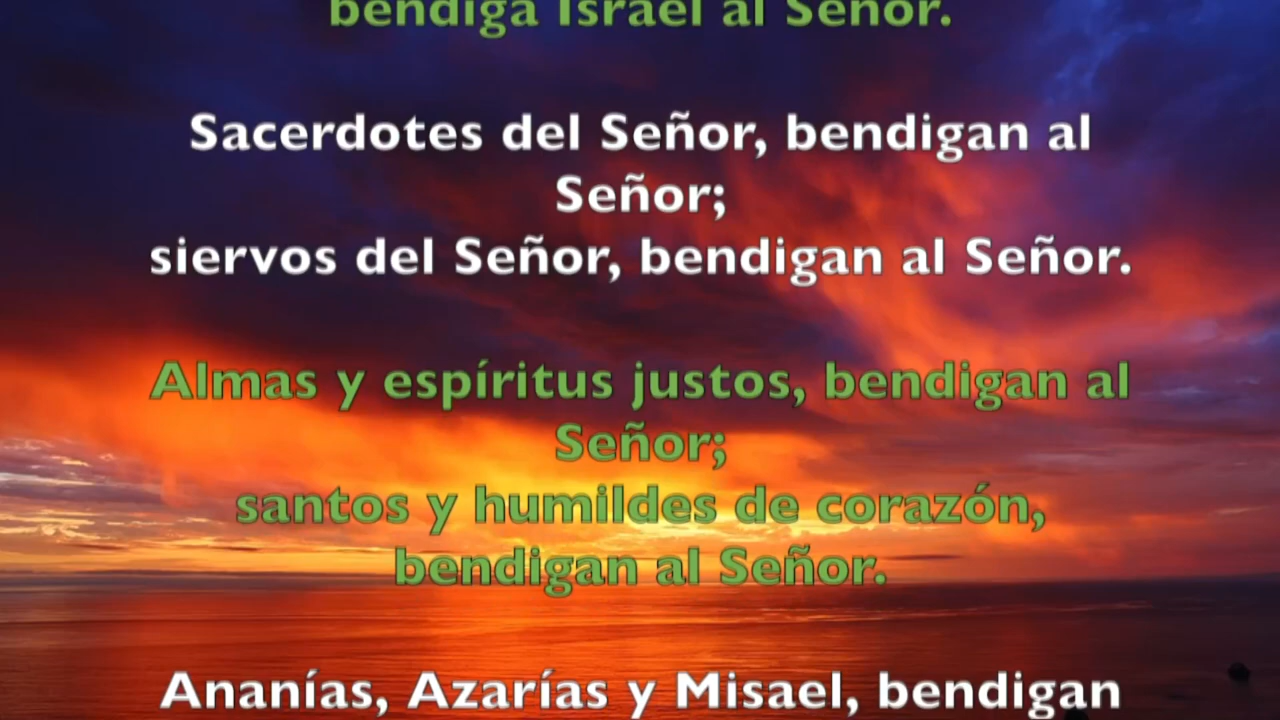 bendiga Israel al Señor.
Sacerdotes del Señor, bendigan al
Señor;
siervos del Señor, bendigan al Señor.
Almas y espíritus justos, bendigan al
Señor;
santos y humildes de corazón,
bendigan al Señor.
Ananías, Azarías y Misael, bendigan